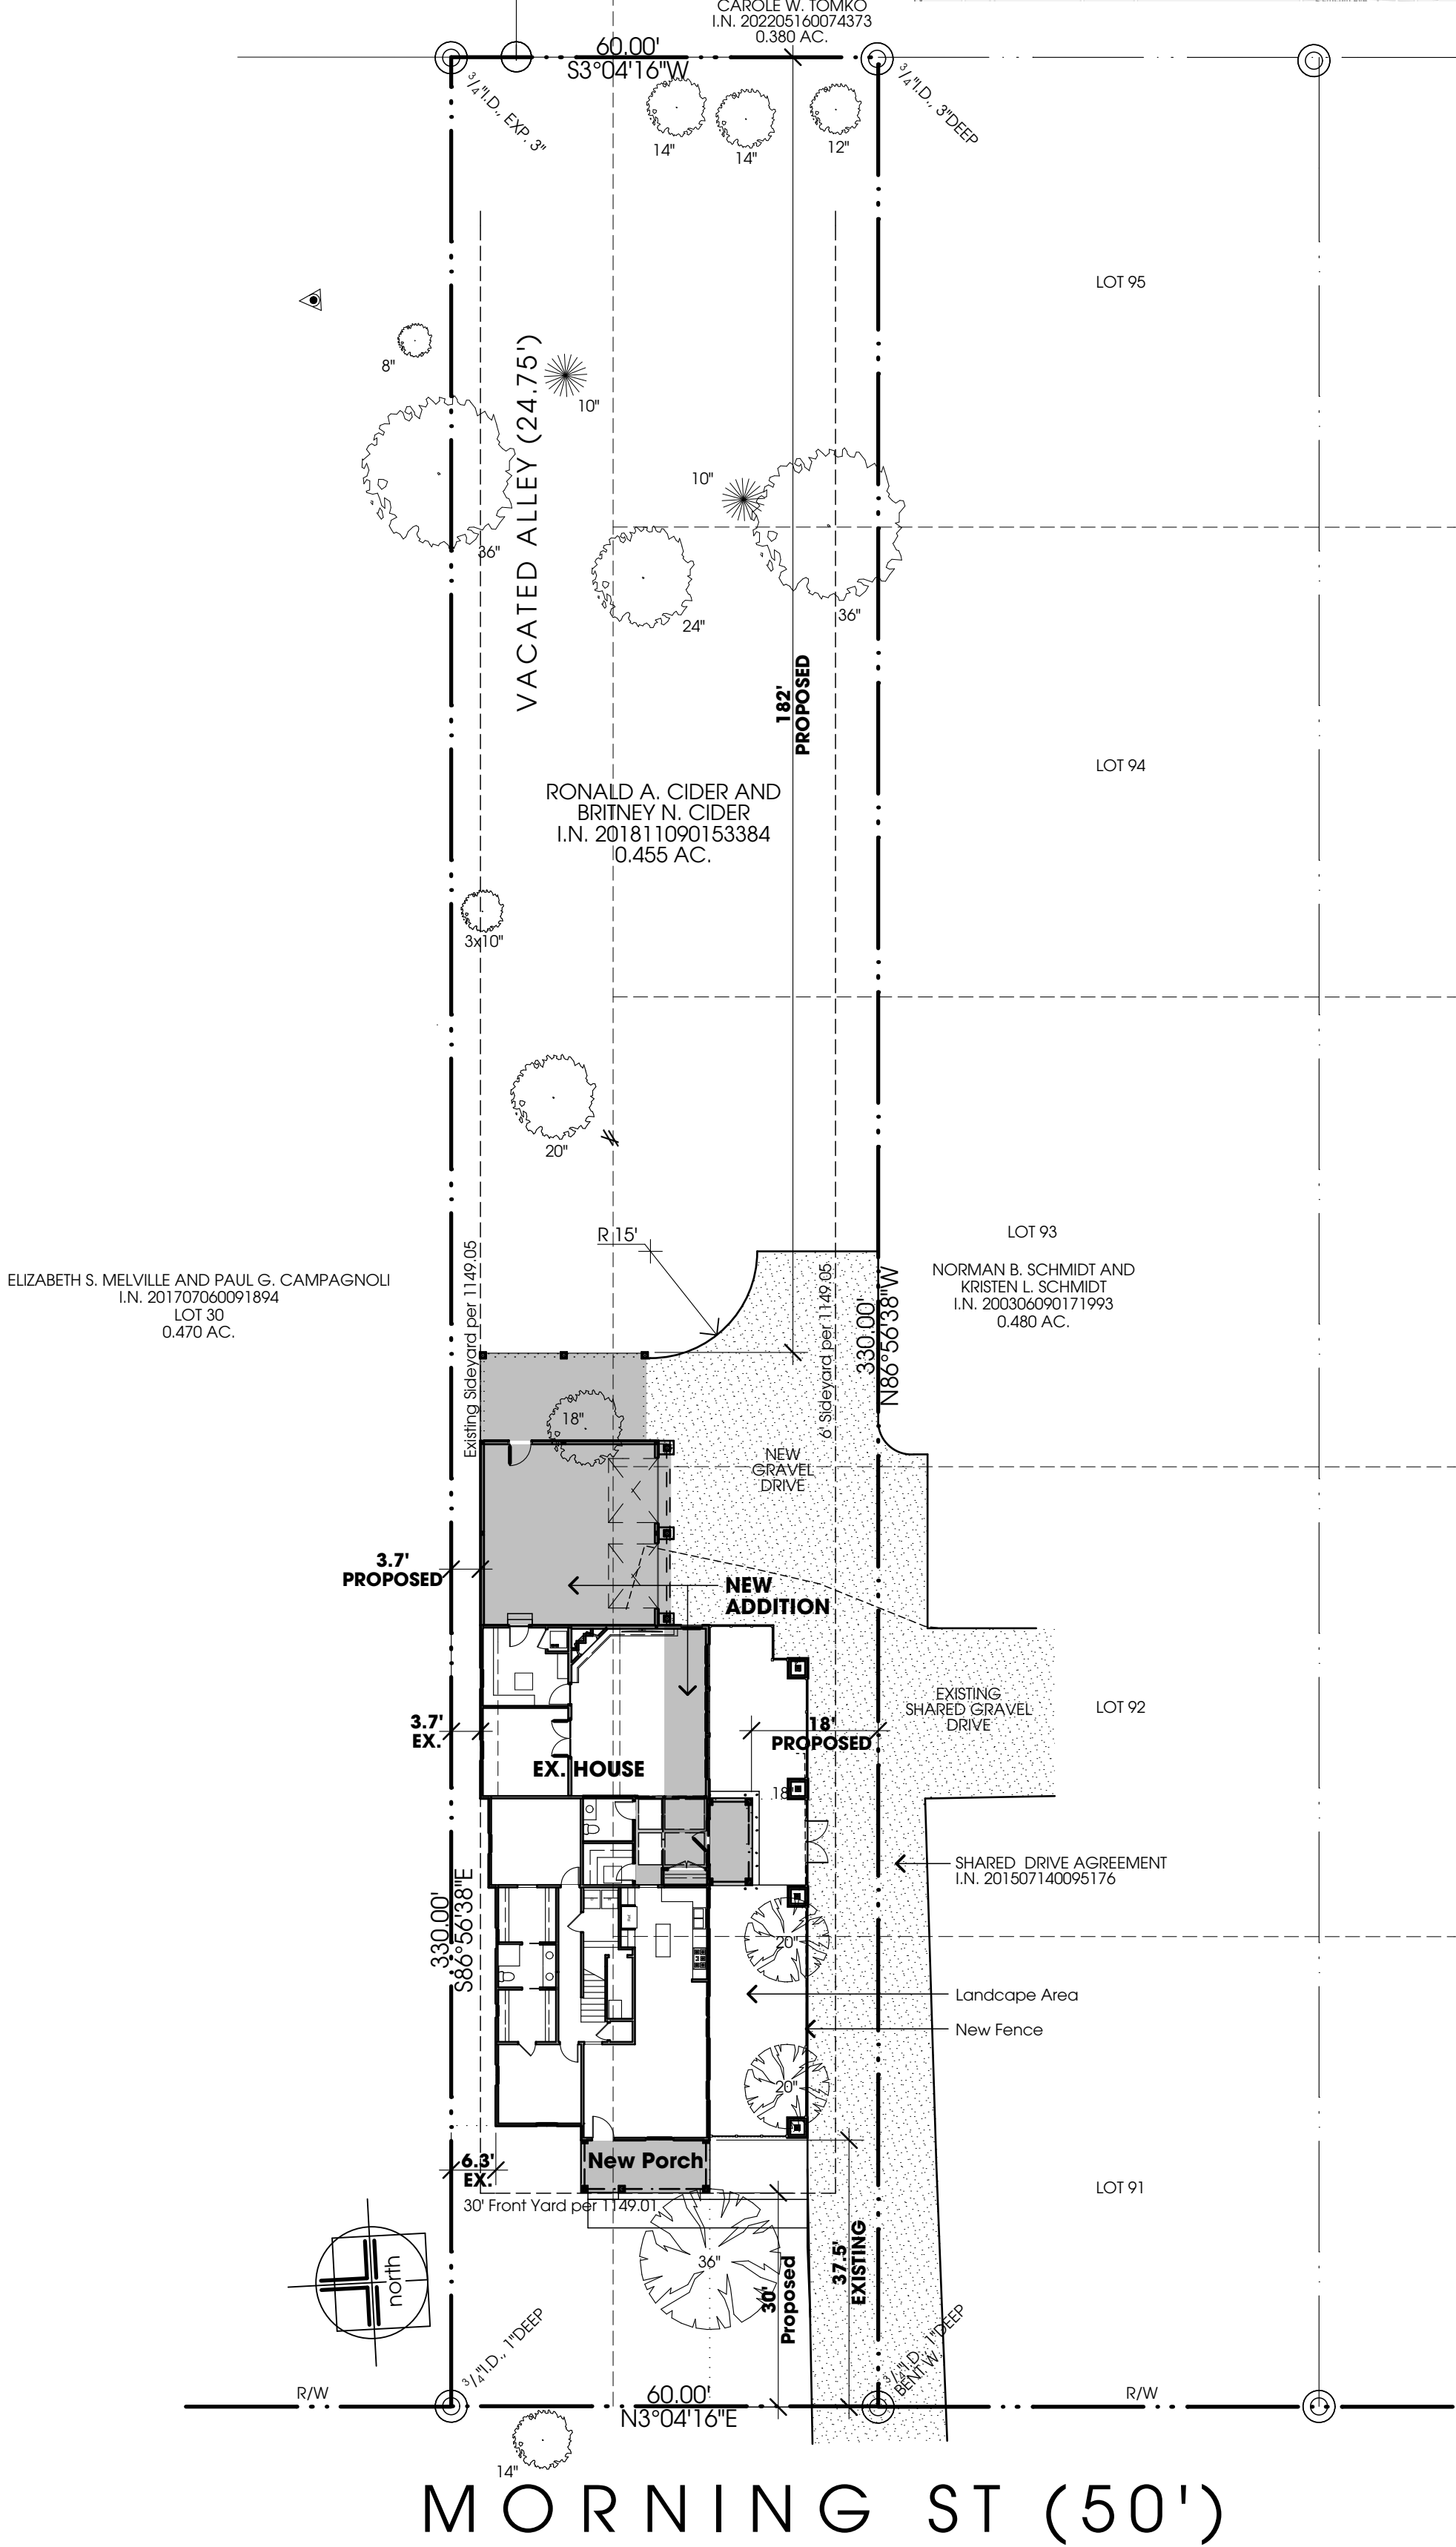 CAROLE W. TOMKO
I.N. 202205160074373
0.380 AC.
60.00'
S3°04'16"W
3/4"I.D., EXP. 3"
3/4"I.D., 3"DEEP
14"
14"
12"
LOT 95
8"
10"
VACATED ALLEY (24.75')
10"
36"
24"
36"
182'
PROPOSED
LOT 94
RONALD A. CIDER AND
BRITNEY N. CIDER
I.N. 201811090153384
0.455 AC.
3x10"
20"
R 15'
LOT 93
ELIZABETH S. MELVILLE AND PAUL G. CAMPAGNOLI
I.N. 201707060091894
LOT 30
0.470 AC.
Existing Sideyard per 1149.05
6' Sideyard per 1149.05
330.00'
N86°56'38"W
NORMAN B. SCHMIDT AND
KRISTEN L. SCHMIDT
I.N. 200306090171993
0.480 AC.
18"
NEW
GRAVEL
DRIVE
3.7'
PROPOSED
NEW
ADDITION
EXISTING
SHARED GRAVEL
DRIVE
LOT 92
3.7'
EX.
18'
PROPOSED
EX. HOUSE
18"
SHARED DRIVE AGREEMENT
I.N. 201507140095176
330.00'
S86°56'38"E
20"
Landcape Area
New Fence
20"
6.3'
EX.
New Porch
30' Front Yard per 1149.01
LOT 91
36"
30'
Proposed
37.5'
EXISTING
north
3/4"I.D., 1"DEEP
3/4"I.D., 1"DEEP
BENT W.
R/W
60.00'
N3°04'16"E
R/W
14"
MORNING ST (50')